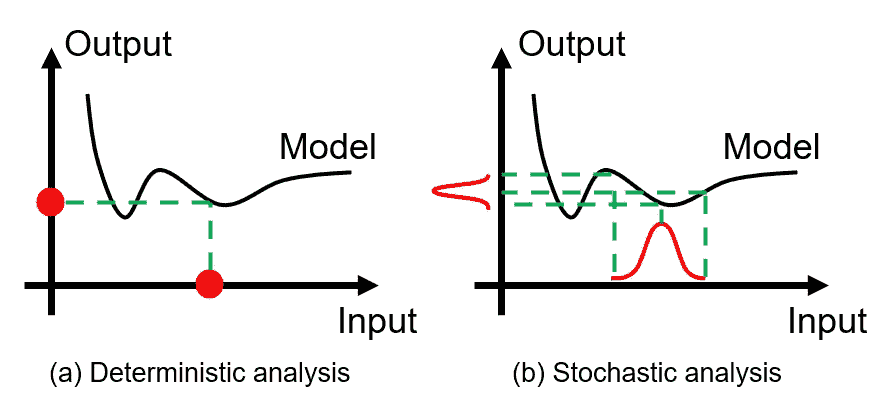 Output
Model
Input
(a) Deterministic analysis
Output
Model
Input
(b) Stochastic analysis